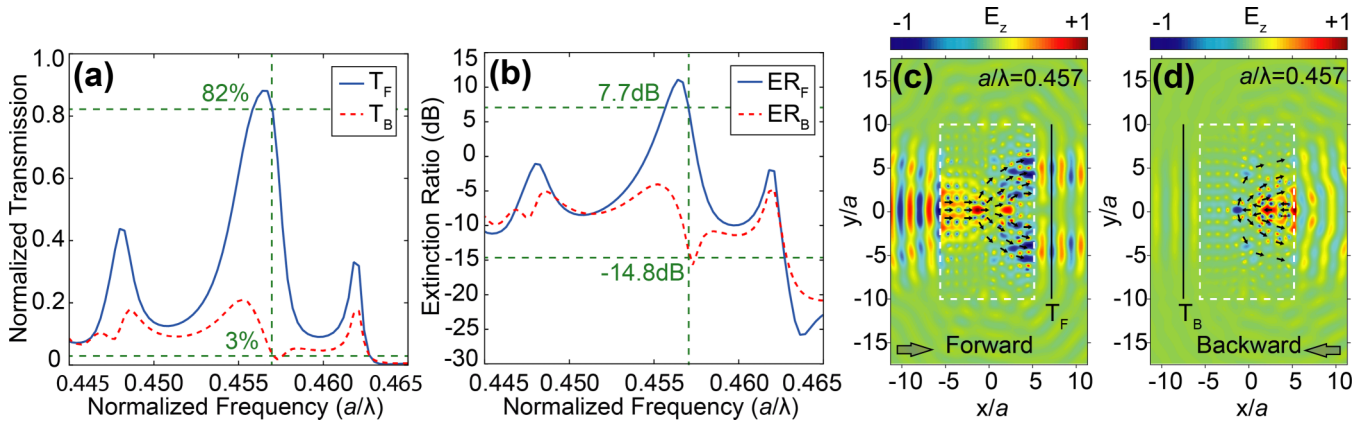 (a)
Normalized Transmission
1.0
0.8
0.6
0.4
0.2
0
82%
3%
T_F
T_B
0.445 0.450 0.455 0.460 0.465
Normalized Frequency (a/λ)
(b)
Extinction Ratio (dB)
15
10
5
0
-5
-10
-15
-20
-25
-30
7.7dB
-14.8dB
ER_F
ER_B
0.445 0.450 0.455 0.460 0.465
Normalized Frequency (a/λ)
-1 E_z +1
(c)
a/λ=0.457
y/a
15
10
5
0
-5
-10
-15
T_F
Forward
-10 -5 0 5 10
x/a
-1 E_z +1
(d)
a/λ=0.457
y/a
15
10
5
0
-5
-10
-15
T_B
Backward
-10 -5 0 5 10
x/a